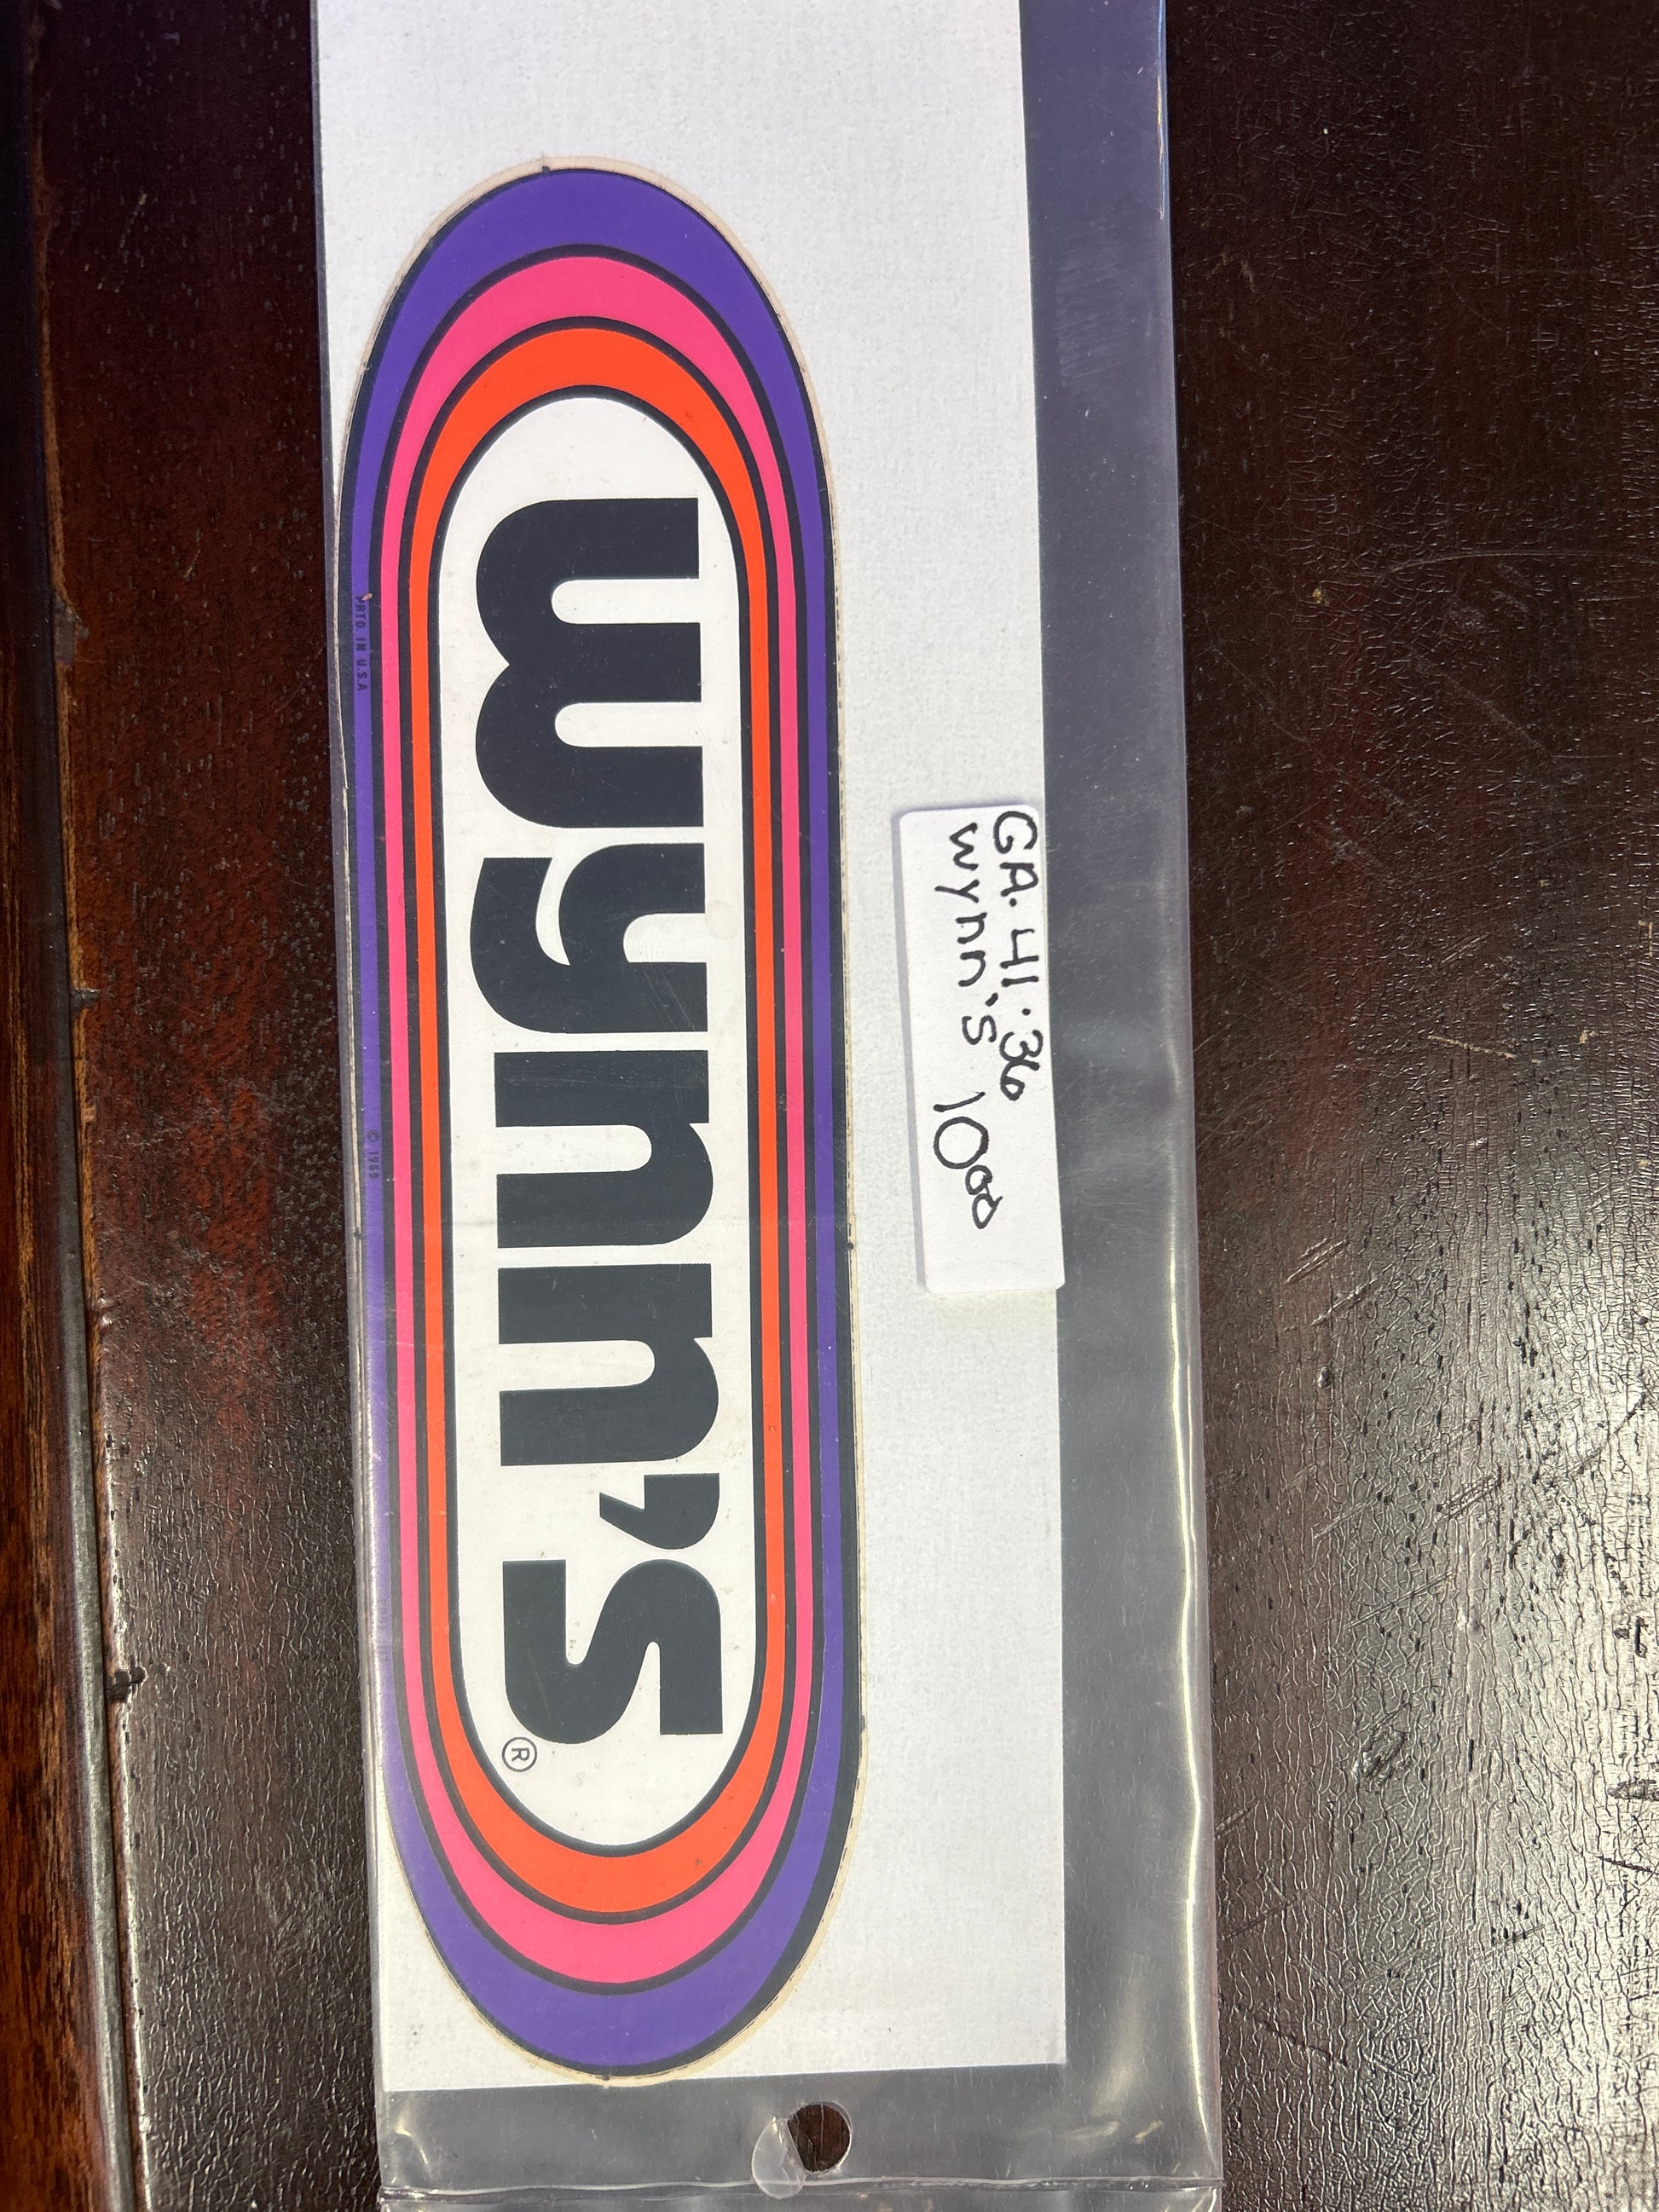 wynn's®
PRTD. IN U.S.A.
© 1969
GA. 41.36
wynn's 10⁰⁰